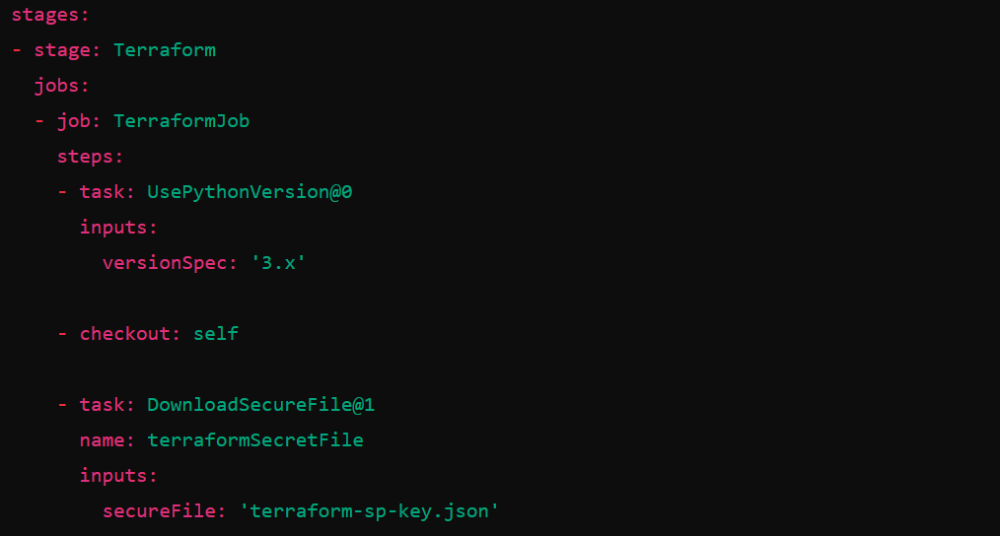 stages:
- stage: Terraform
  jobs:
  - job: TerraformJob
    steps:
    - task: UsePythonVersion@0
      inputs:
        versionSpec: '3.x'
    - checkout: self
    - task: DownloadSecureFile@1
      name: terraformSecretFile
      inputs:
        secureFile: 'terraform-sp-key.json'